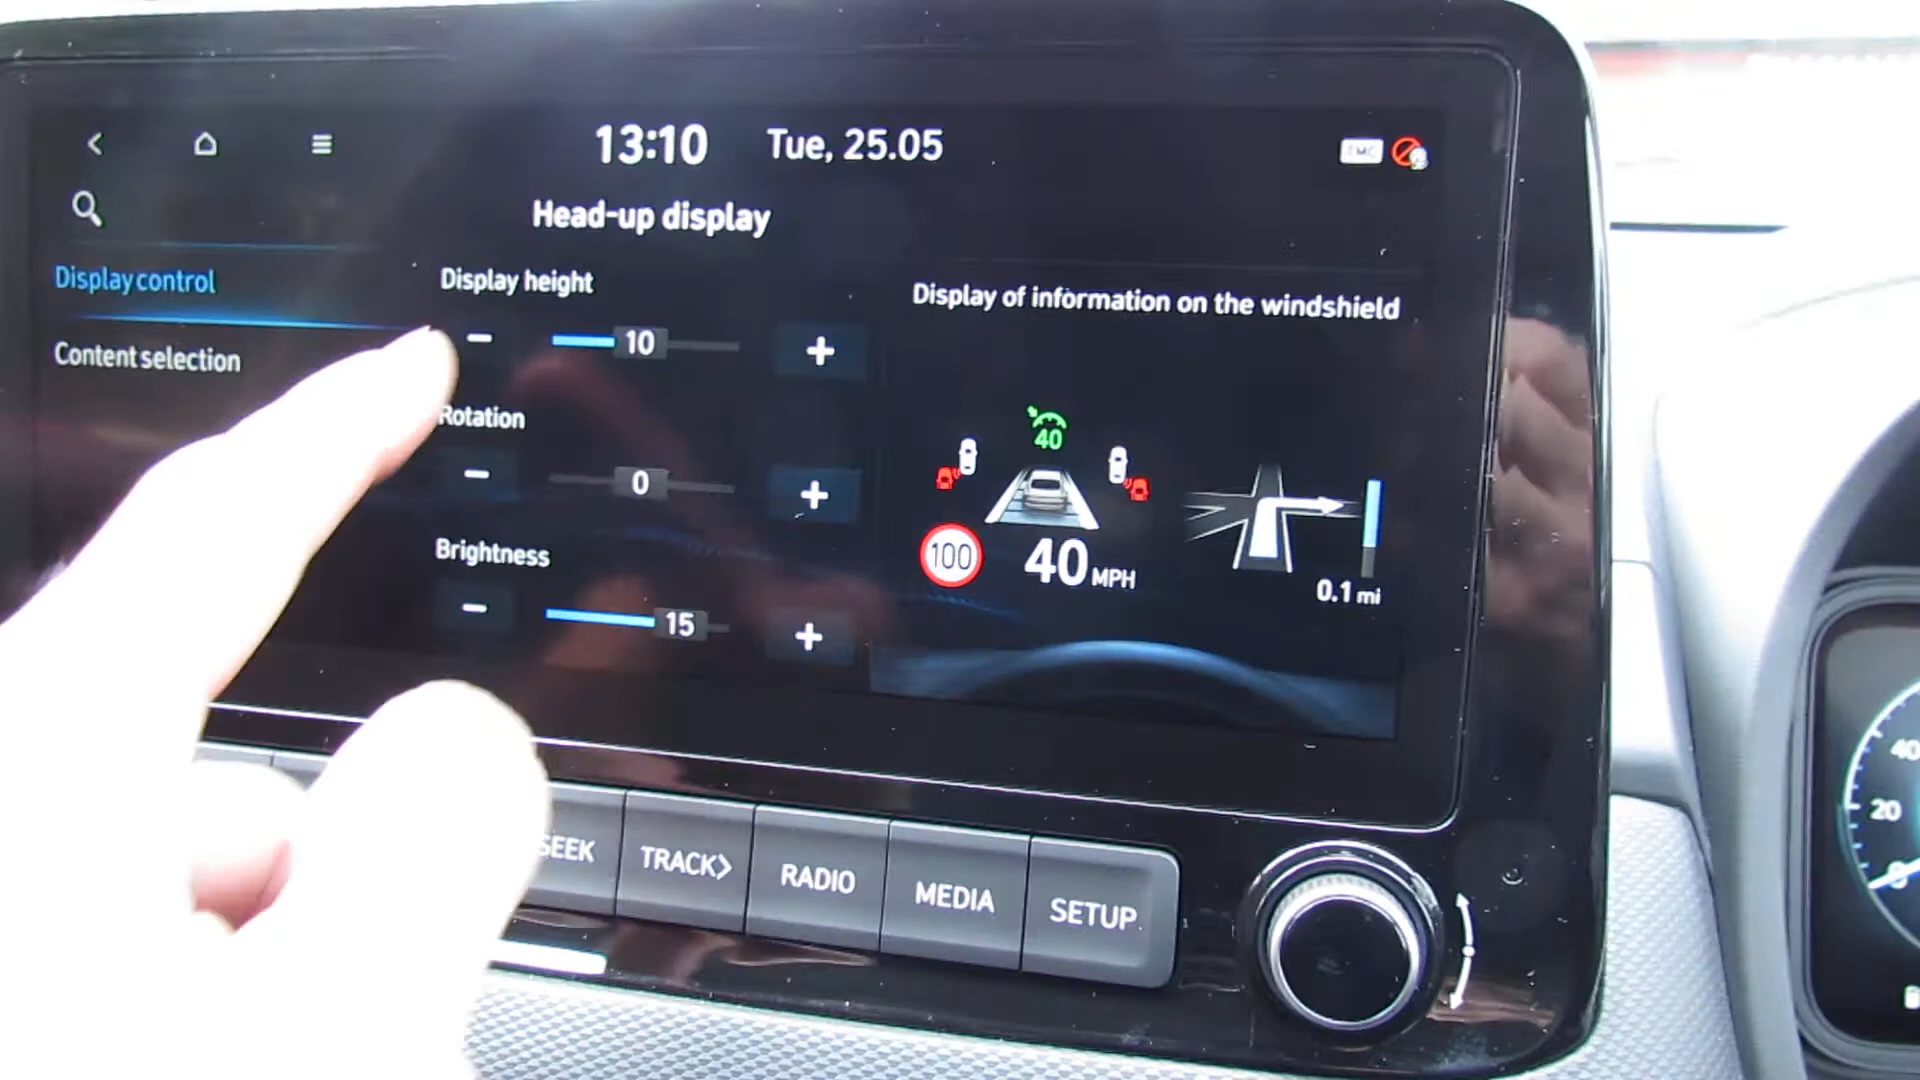 13:10 Tue, 25.05
TMC
Head-up display
Display control
Content selection
Display height
- 10 +
Rotation
- 0 +
Brightness
- 15 +
Display of information on the windshield
40
100
40 MPH
0.1 mi
SEEK
TRACK>
RADIO
MEDIA
SETUP
40
20
0